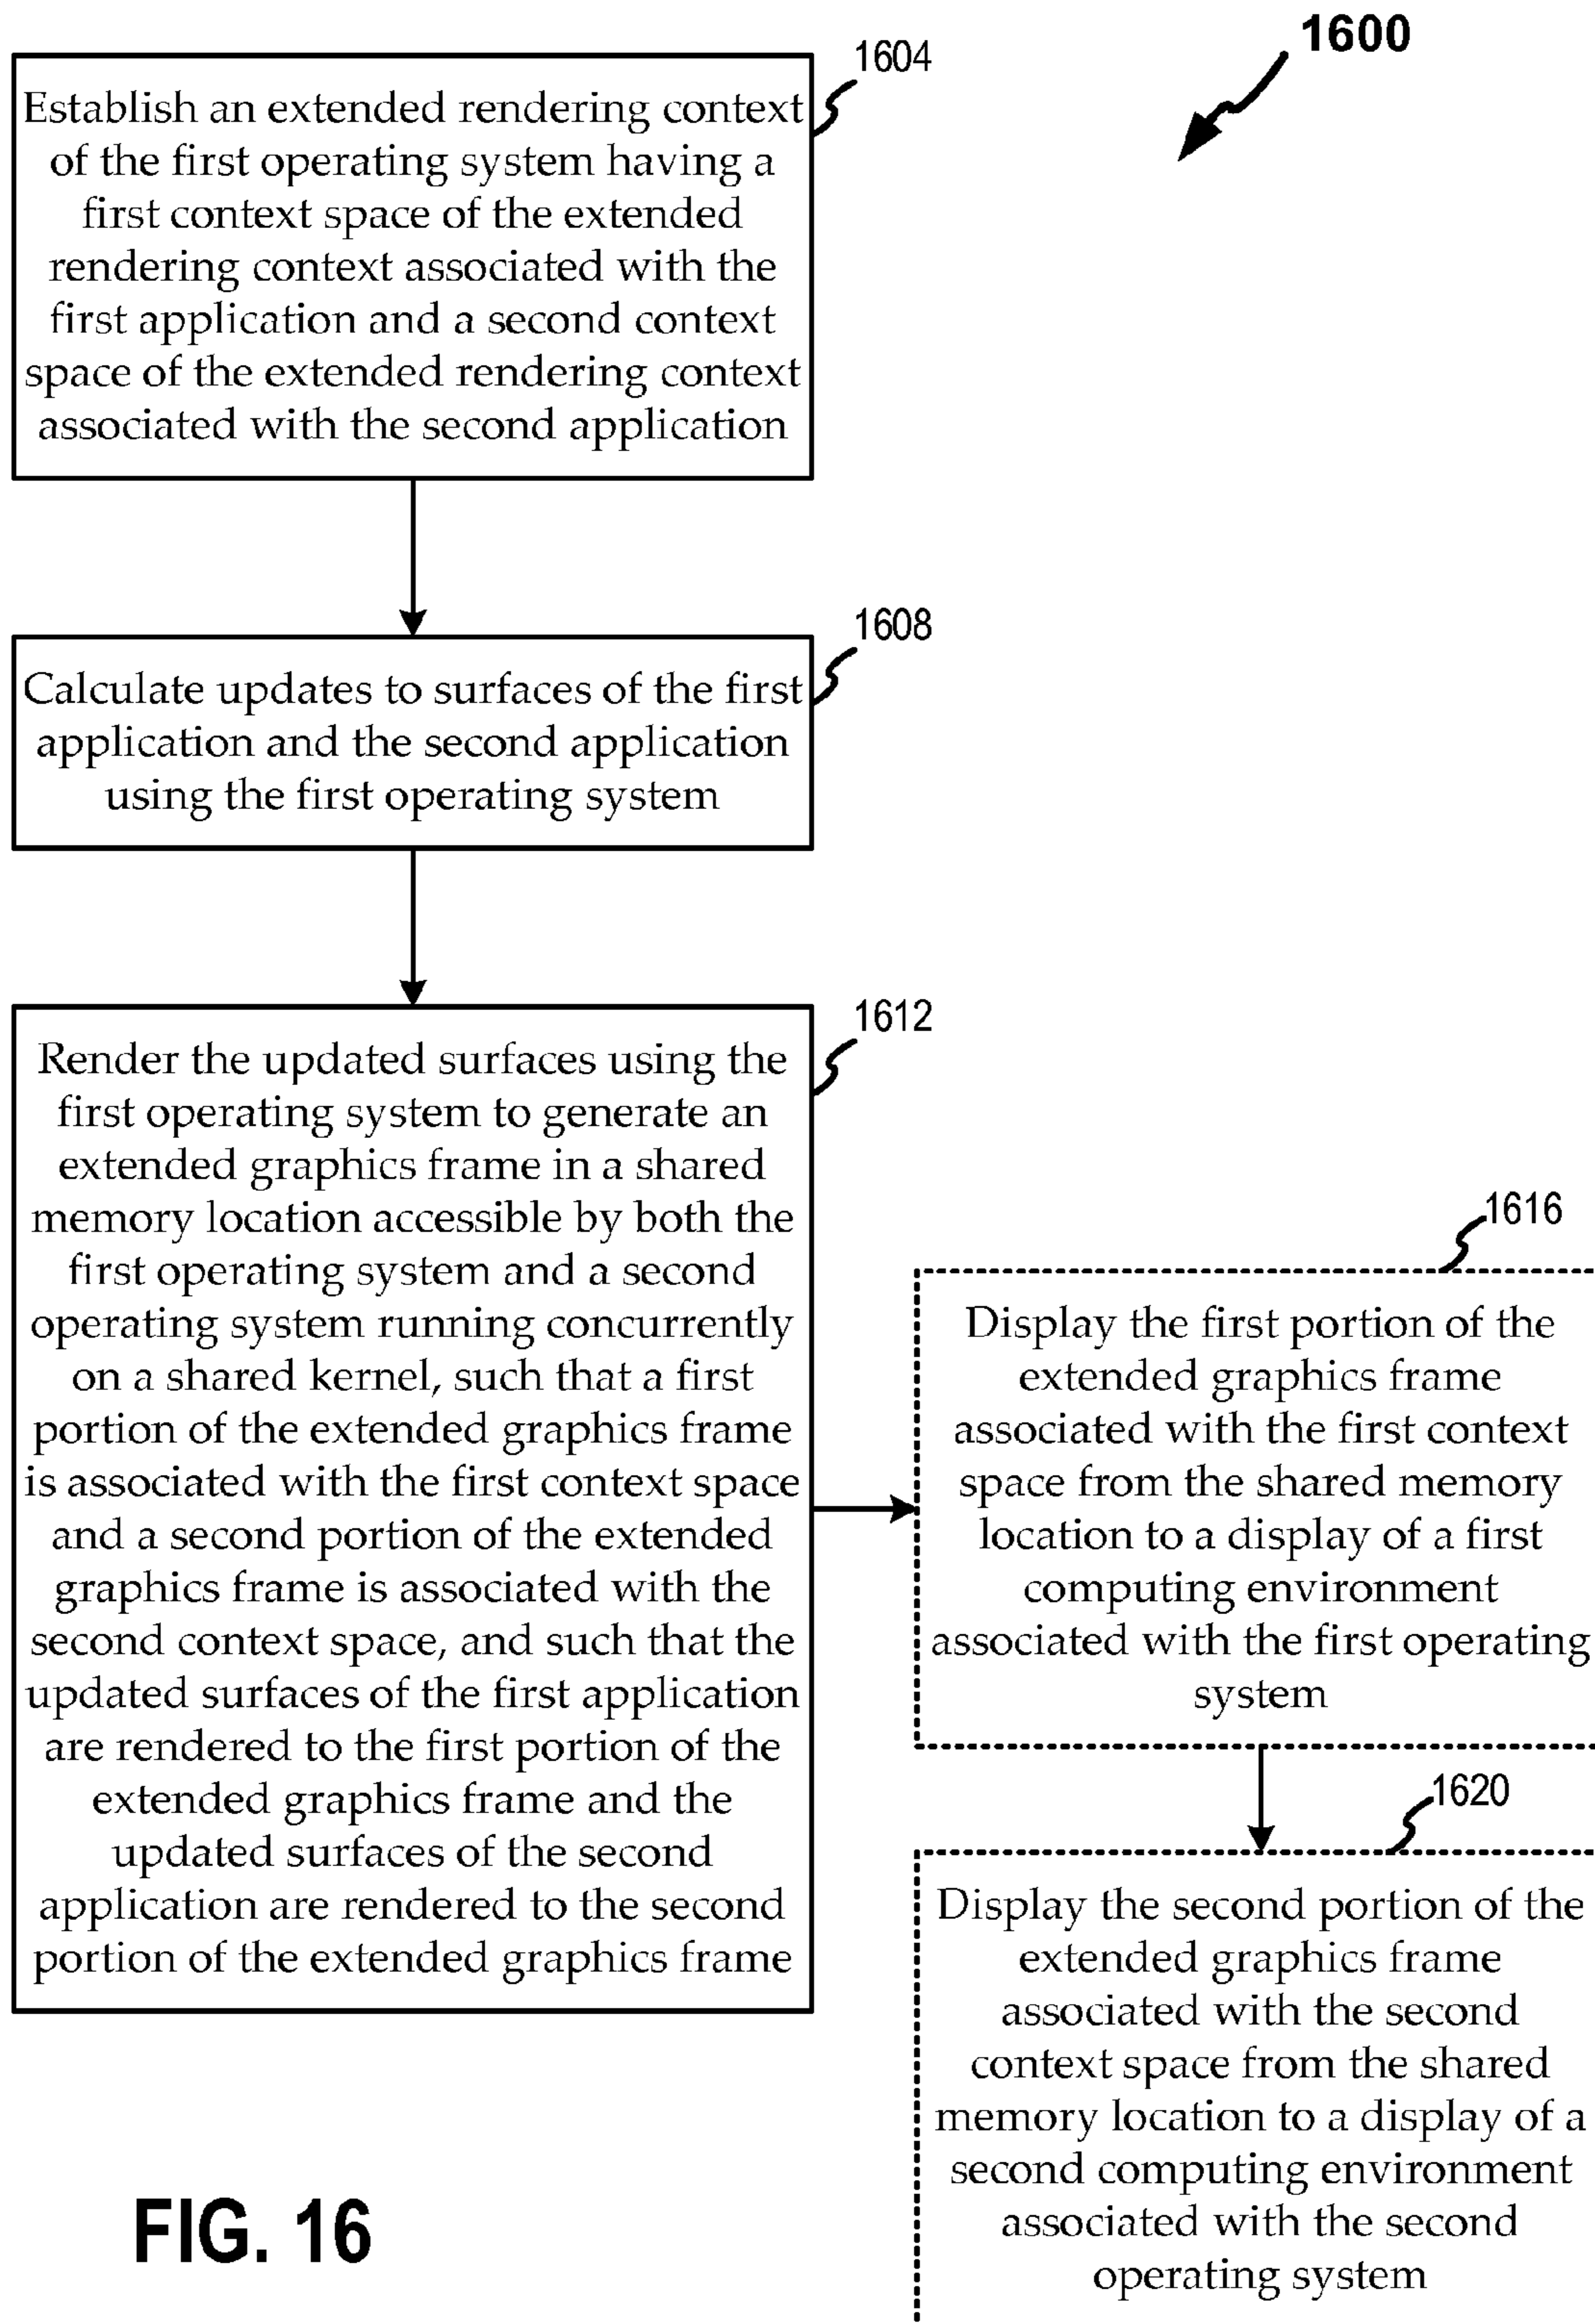 1600
1604
Establish an extended rendering context
of the first operating system having a
first context space of the extended
rendering context associated with the
first application and a second context
space of the extended rendering context
associated with the second application
1608
Calculate updates to surfaces of the first
application and the second application
using the first operating system
1612
Render the updated surfaces using the
first operating system to generate an
extended graphics frame in a shared
memory location accessible by both the
first operating system and a second
operating system running concurrently
on a shared kernel, such that a first
portion of the extended graphics frame
is associated with the first context space
and a second portion of the extended
graphics frame is associated with the
second context space, and such that the
updated surfaces of the first application
are rendered to the first portion of the
extended graphics frame and the
updated surfaces of the second
application are rendered to the second
portion of the extended graphics frame
1616
Display the first portion of the
extended graphics frame
associated with the first context
space from the shared memory
location to a display of a first
computing environment
associated with the first operating
system
1620
Display the second portion of the
extended graphics frame
associated with the second
context space from the shared
memory location to a display of a
second computing environment
associated with the second
operating system
FIG. 16